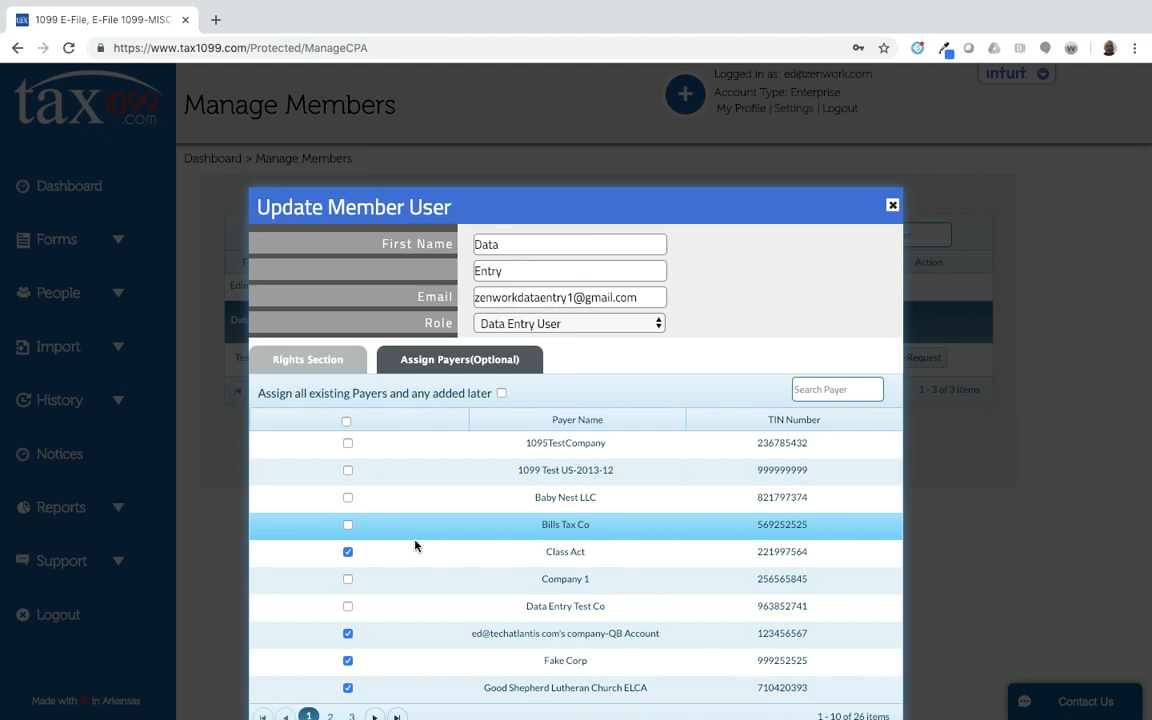 1099 E-File, E-File 1099-MISC,
https://www.tax1099.com/Protected/ManageCPA
tax1099
.com
Manage Members
Logged in as: ed@zenwork.com
Account Type: Enterprise
My Profile | Settings | Logout
intuit
Dashboard > Manage Members
Dashboard
Forms
People
Import
History
Notices
Reports
Support
Logout
Made with in Arkansas
Action
-Request
1 - 3 of 3 items
Update Member User
First Name
Data
Entry
Email
zenworkdataentry1@gmail.com
Role
Data Entry User
Rights Section
Assign Payers(Optional)
Assign all existing Payers and any added later
Search Payer
Payer Name
TIN Number
1095TestCompany
236785432
1099 Test US-2013-12
999999999
Baby Nest LLC
821797374
Bills Tax Co
569252525
Class Act
221997564
Company 1
256565845
Data Entry Test Co
963852741
ed@techatlantis com's company-QB Account
123456567
Fake Corp
999252525
Good Shepherd Lutheran Church ELCA
710420393
1 2 3
1 - 10 of 26 items
Contact Us